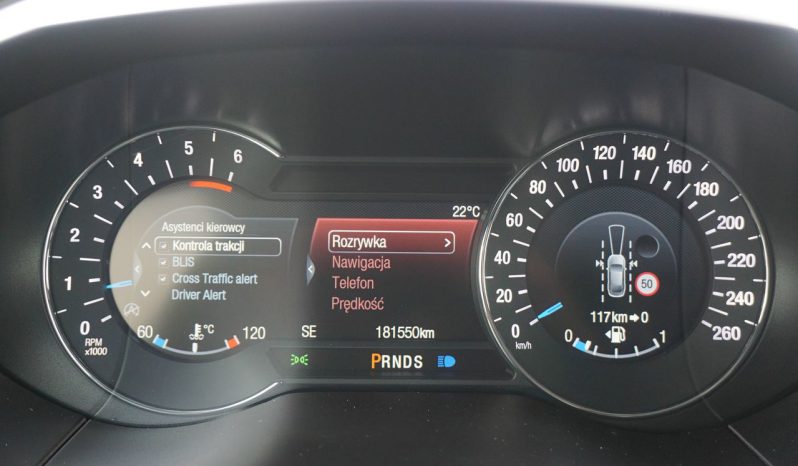 0
1
2
3
4
5
6
RPM
x1000
Asystenci kierowcy
Kontrola trakcji
BLIS
Cross Traffic alert
Driver Alert
60 °C 120
22°C
Rozrywka >
Nawigacja
Telefon
Prędkość
SE 181550km
PRNDS
0
20
40
60
80
100
120
140
160
180
200
220
240
260
km/h
50
117km→0
0 1